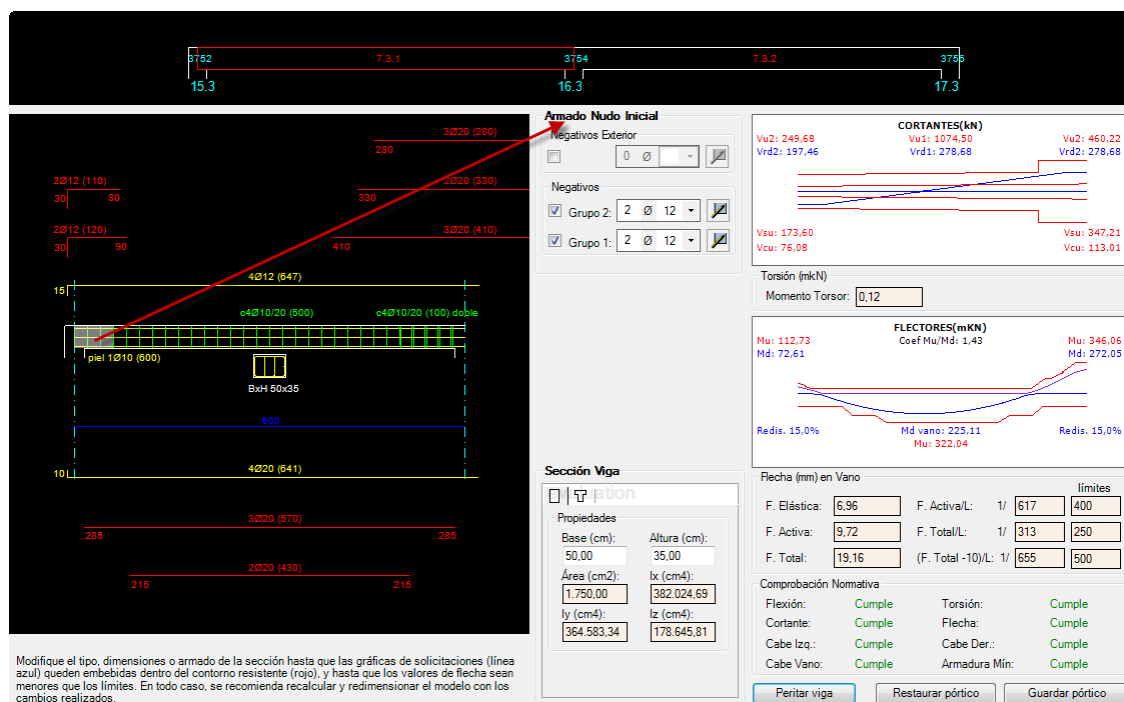 3752 7.3.1 3754 7.3.2 3756
15.3 16.3 17.3
3Ø20 (280)
280
2Ø12 (110) 2Ø20 (330)
30 80 330
2Ø12 (120) 3Ø20 (410)
30 90 410
4Ø12 (647)
15
c4Ø10/20 (500) c4Ø10/20 (100) doble
piel 1Ø10 (600)
BxH 50x35
600
4Ø20 (641)
10
3Ø20 (570)
285 285
2Ø20 (430)
215 215
Modifique el tipo, dimensiones o armado de la sección hasta que las gráficas de solicitaciones (línea
azul) queden embebidas dentro del contorno resistente (rojo), y hasta que los valores de flecha sean
menores que los límites. En todo caso, se recomienda recalcular y redimensionar el modelo con los
cambios realizados.
Armado Nudo Inicial
Negativos Exterior
0 Ø
Negativos
Grupo 2: 2 Ø 12
Grupo 1: 2 Ø 12
Sección Viga
evaluation
Propiedades
Base (cm): Altura (cm):
50,00 35,00
Área (cm2): Ix (cm4):
1.750,00 382.024,69
Iy (cm4): Iz (cm4):
364.583,34 178.645,81
CORTANTES(kN)
Vu2: 249,68 Vu1: 1074,50 Vu2: 460,22
Vrd2: 197,46 Vrd1: 278,68 Vrd2: 278,68
Vsu: 173,60 Vsu: 347,21
Vcu: 76,08 Vcu: 113,01
Torsión (mkN)
Momento Torsor: 0,12
FLECTORES(mKN)
Mu: 112,73 Coef Mu/Md: 1,43 Mu: 346,06
Md: 72,61 Md: 272,05
Redis. 15,0% Md vano: 225,11 Redis. 15,0%
Mu: 322,04
Flecha (mm) en Vano
límites
F. Elástica: 6,96 F. Activa/L: 1/ 617 400
F. Activa: 9,72 F. Total/L: 1/ 313 250
F. Total: 19,16 (F. Total -10)/L: 1/ 655 500
Comprobación Normativa
Flexión: Cumple Torsión: Cumple
Cortante: Cumple Flecha: Cumple
Cabe Izq.: Cumple Cabe Der.: Cumple
Cabe Vano: Cumple Armadura Mín: Cumple
Peritar viga Restaurar pórtico Guardar pórtico